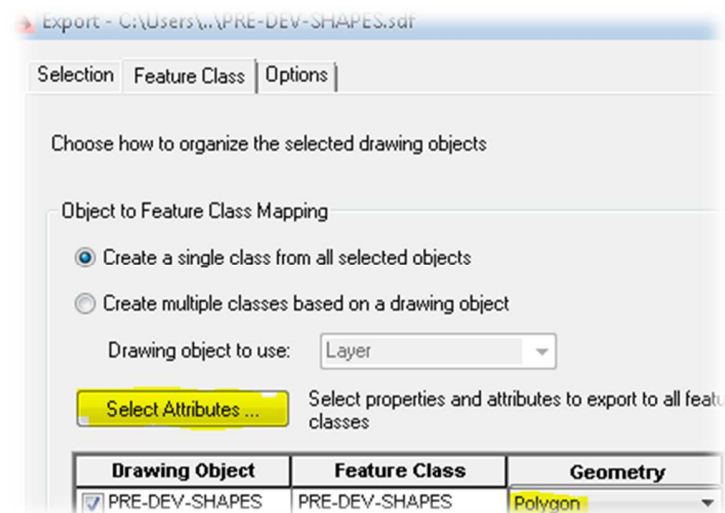 Export - C:\Users\..\PRE-DEV-SHAPES.sdf
Selection Feature Class Options
Choose how to organize the selected drawing objects
Object to Feature Class Mapping
Create a single class from all selected objects
Create multiple classes based on a drawing object
Drawing object to use: Layer
Select Attributes ... Select properties and attributes to export to all featu
classes
Drawing Object Feature Class Geometry
PRE-DEV-SHAPES PRE-DEV-SHAPES Polygon